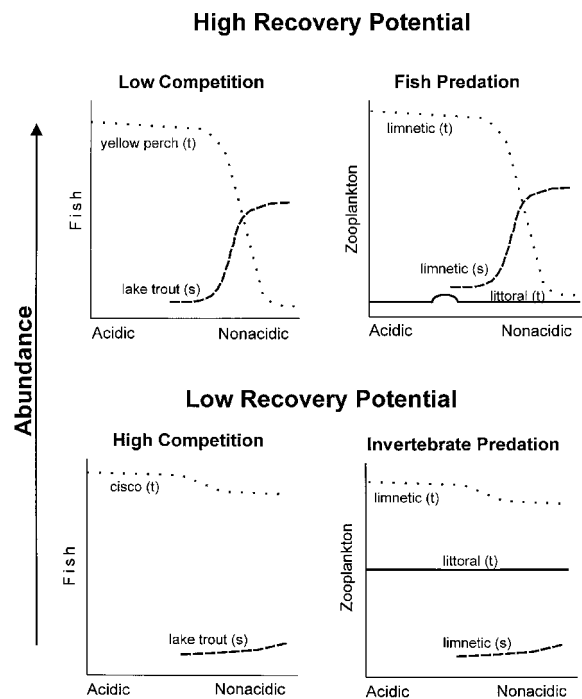 High Recovery Potential
Low Competition
Fish Predation
yellow perch (t)
lake trout (s)
Fish
Acidic
Nonacidic
limnetic (t)
limnetic (s)
littoral (t)
Zooplankton
Acidic
Nonacidic
Abundance
Low Recovery Potential
High Competition
Invertebrate Predation
cisco (t)
lake trout (s)
Fish
Acidic
Nonacidic
limnetic (t)
littoral (t)
limnetic (s)
Zooplankton
Acidic
Nonacidic